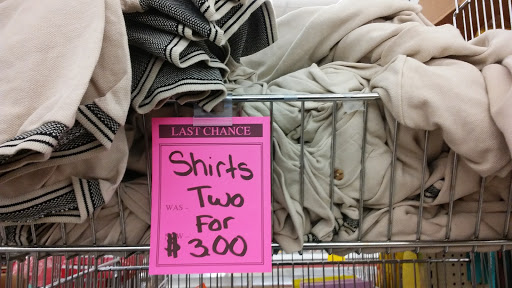 LAST CHANCE
Shirts
Two
WAS -
For
$3.00